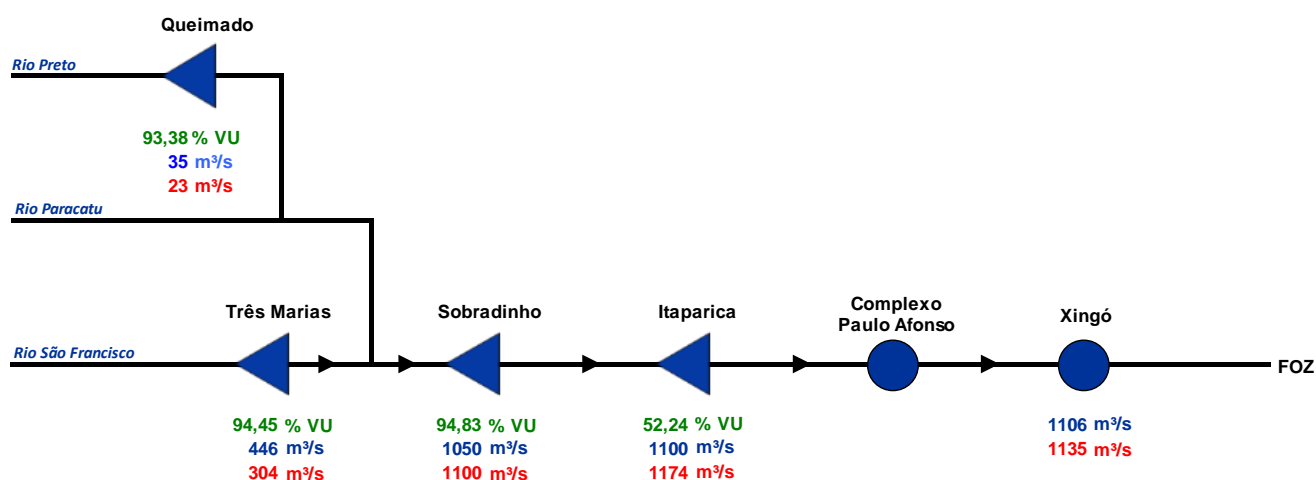 Queimado
Rio Preto
93,38 % VU
35 m³/s
23 m³/s
Rio Paracatu
Três Marias
Sobradinho
Itaparica
Complexo
Paulo Afonso
Xingó
Rio São Francisco
FOZ
94,45 % VU
446 m³/s
304 m³/s
94,83 % VU
1050 m³/s
1100 m³/s
52,24 % VU
1100 m³/s
1174 m³/s
1106 m³/s
1135 m³/s